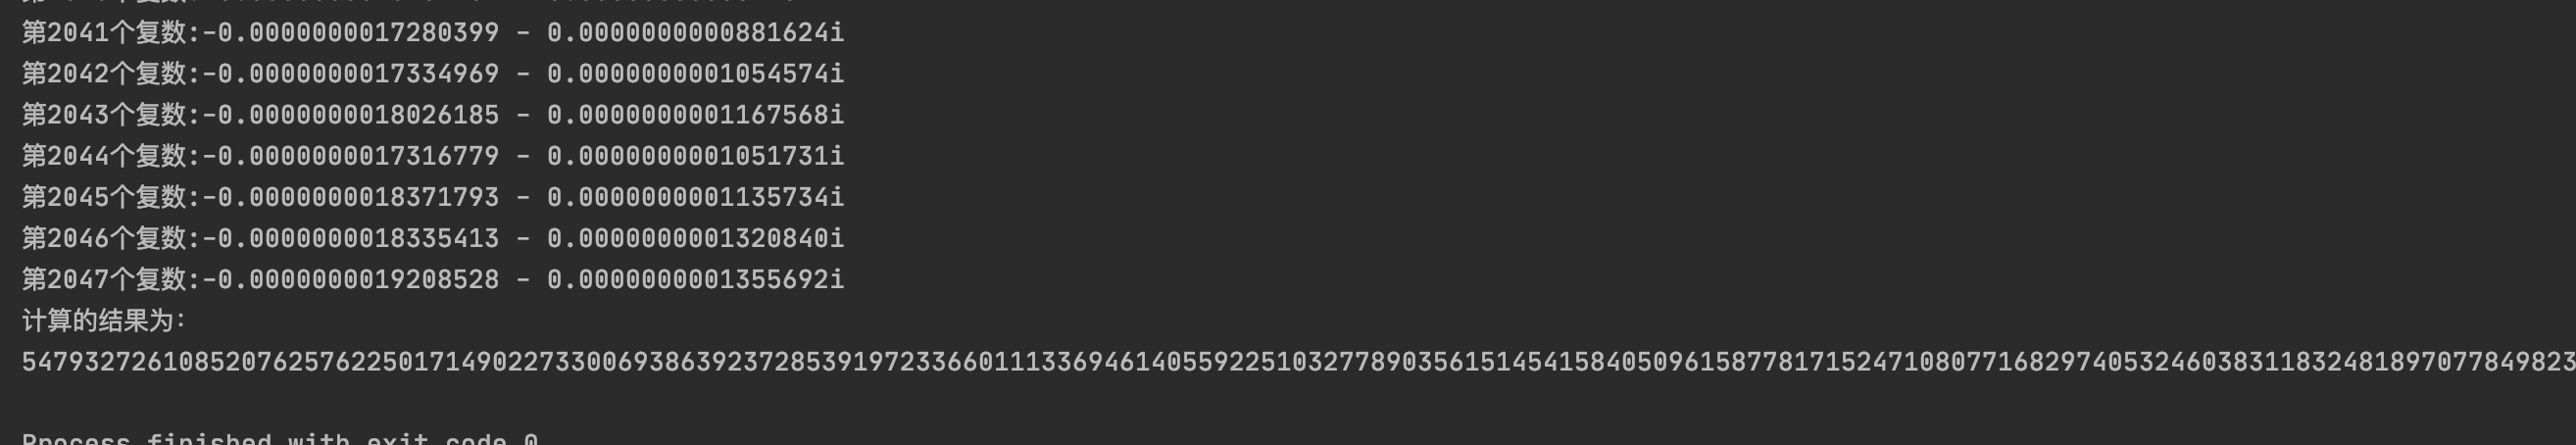 第2041个复数:-0.0000000017280399 - 0.0000000000881624i
第2042个复数:-0.0000000017334969 - 0.0000000001054574i
第2043个复数:-0.0000000018026185 - 0.0000000001167568i
第2044个复数:-0.0000000017316779 - 0.0000000001051731i
第2045个复数:-0.0000000018371793 - 0.0000000001135734i
第2046个复数:-0.0000000018335413 - 0.0000000001320840i
第2047个复数:-0.0000000019208528 - 0.0000000001355692i
计算的结果为:
547932726108520762576225017149022733006938639237285391972336601113369461405592251032778903561514541584050961587781715247108077168297405324603831183248189707784982​3
Process finished with exit code 0